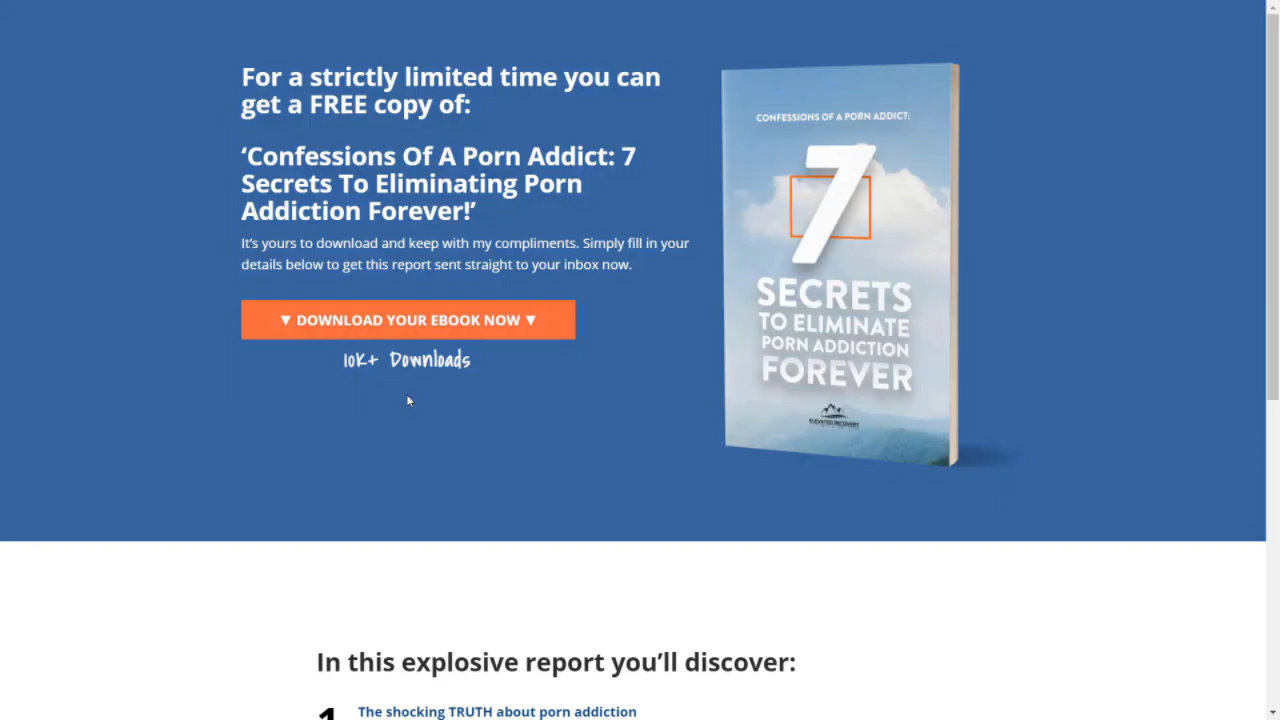 For a strictly limited time you can
get a FREE copy of:
‘Confessions Of A Porn Addict: 7
Secrets To Eliminating Porn
Addiction Forever!’
It’s yours to download and keep with my compliments. Simply fill in your
details below to get this report sent straight to your inbox now.
▼ DOWNLOAD YOUR EBOOK NOW ▼
10K+ Downloads
CONFESSIONS OF A PORN ADDICT:
7
SECRETS
TO ELIMINATE
PORN ADDICTION
FOREVER
ELEVATED RECOVERY
In this explosive report you’ll discover:
1 The shocking TRUTH about porn addiction